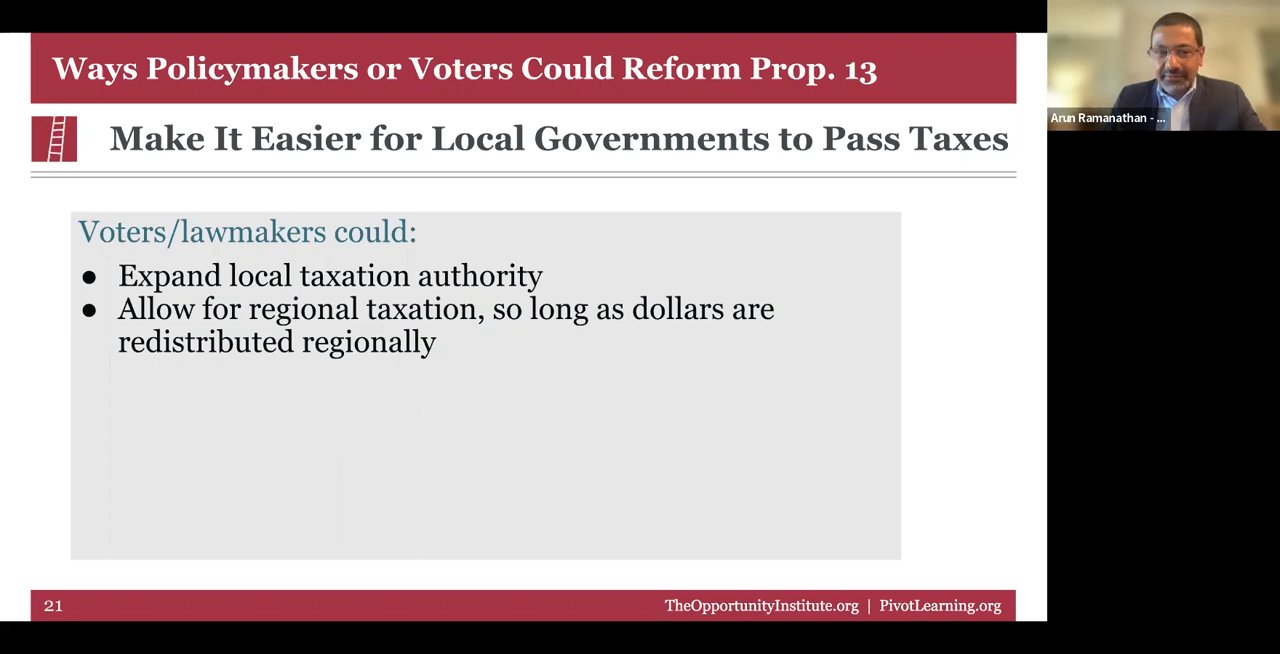 Ways Policymakers or Voters Could Reform Prop. 13
Make It Easier for Local Governments to Pass Taxes
Voters/lawmakers could:
● Expand local taxation authority
● Allow for regional taxation, so long as dollars are
redistributed regionally
21
TheOpportunityInstitute.org | PivotLearning.org
Arun Ramanathan - ...